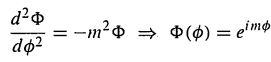 d²Φ/dϕ² = −m²Φ ⇒ Φ(ϕ) = e^{imϕ}